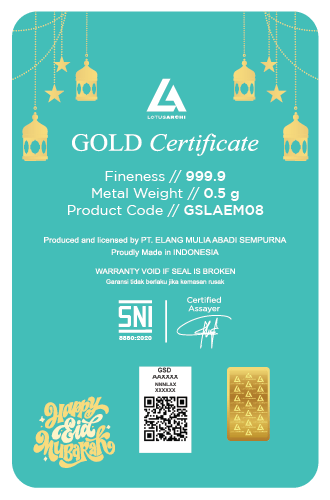 LOTUSARCHI
GOLD Certificate
Fineness // 999.9
Metal Weight // 0.5 g
Product Code // GSLAEM08
Produced and licensed by PT. ELANG MULIA ABADI SEMPURNA
Proudly Made in INDONESIA
WARRANTY VOID IF SEAL IS BROKEN
Garansi tidak berlaku jika kemasan rusak
SNI
8880:2020
Certified
Assayer
GSD
AAXXXX
NNNLAX
XXXXXX
Happy
Eid
Mubarak